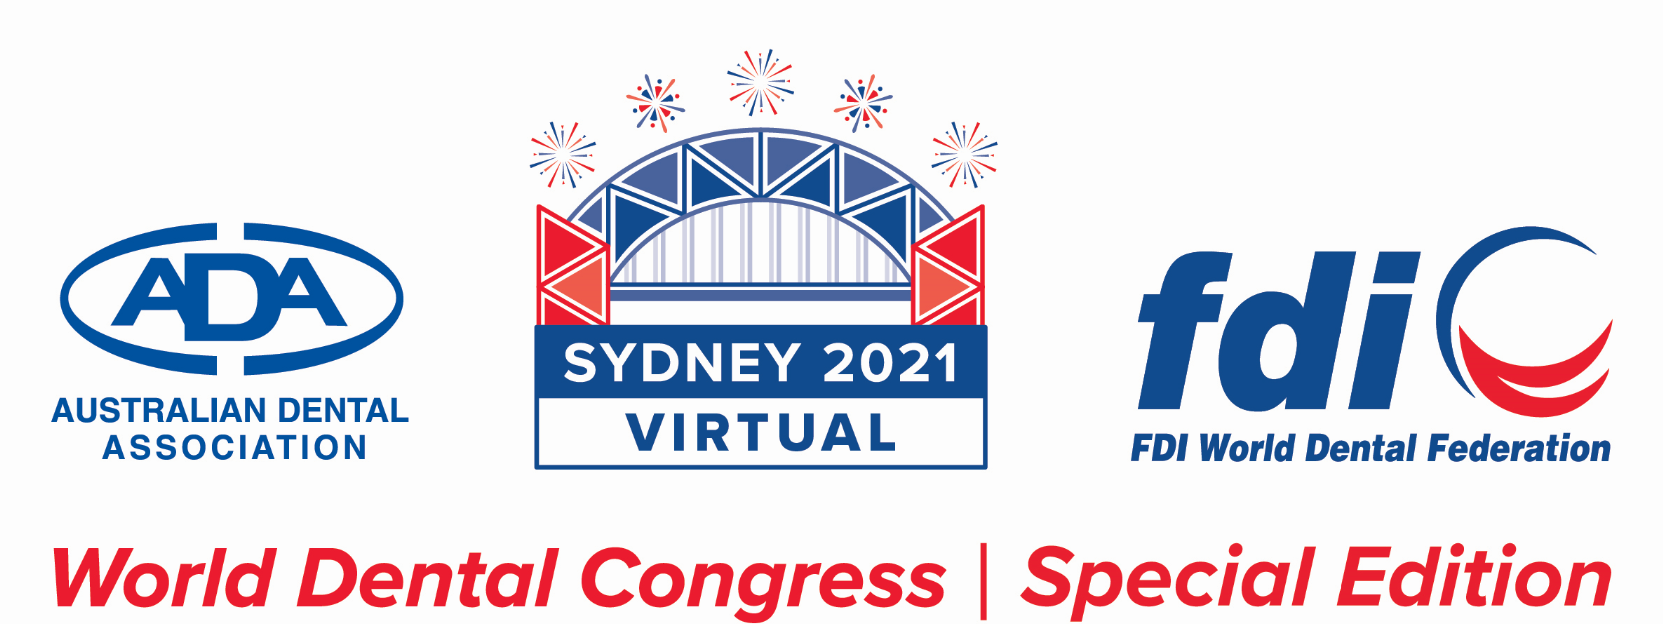 ADA
AUSTRALIAN DENTAL
ASSOCIATION
SYDNEY 2021
VIRTUAL
fdi
FDI World Dental Federation
World Dental Congress | Special Edition